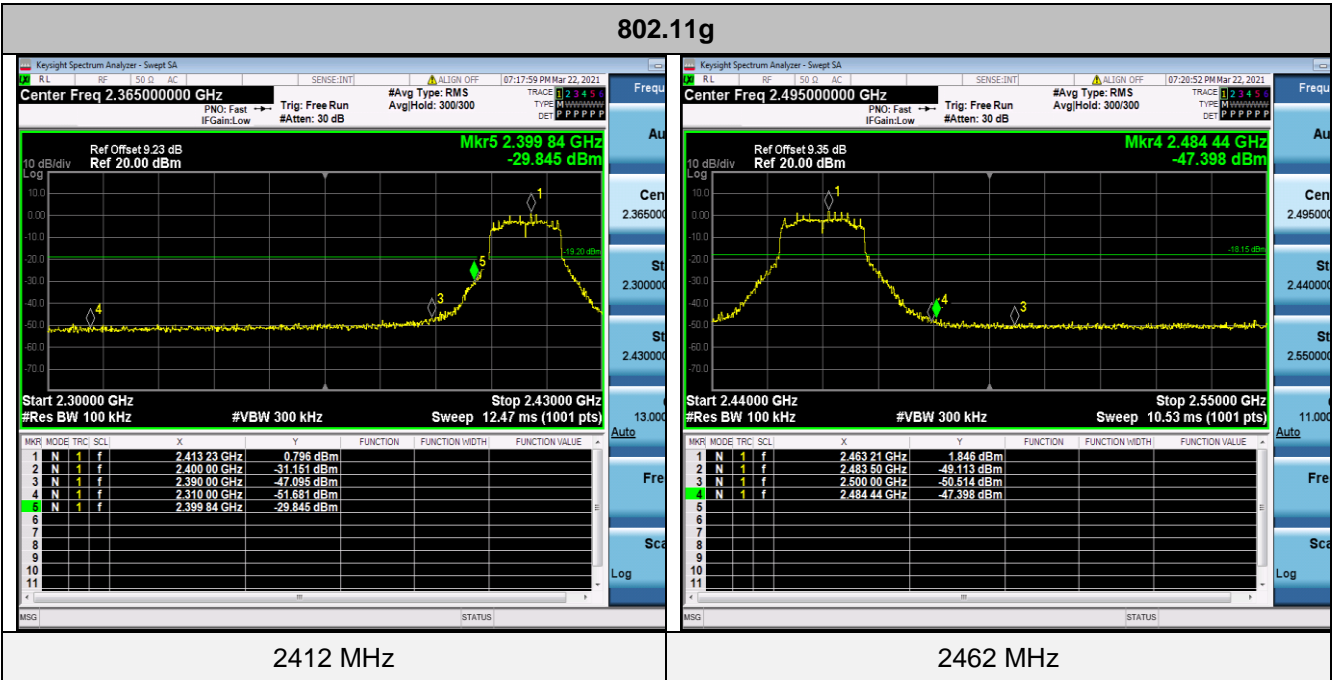 802.11g
Keysight Spectrum Analyzer - Swept SA
RL RF 50 Ω AC SENSE:INT ALIGN OFF 07:17:59 PM Mar 22, 2021
Center Freq 2.365000000 GHz
PNO: Fast
IFGain:Low
Trig: Free Run
#Atten: 30 dB
#Avg Type: RMS
Avg|Hold: 300/300
TRACE 1 2 3 4 5 6
TYPE M
DET P P P P P P
Mkr5 2.399 84 GHz
-29.845 dBm
Ref Offset 9.23 dB
10 dB/div Ref 20.00 dBm
Log
10.0
0.00
-10.0
-20.0
-30.0
-40.0
-50.0
-60.0
-70.0
-19.20 dBm
1
5
3
4
Start 2.30000 GHz Stop 2.43000 GHz
#Res BW 100 kHz #VBW 300 kHz Sweep 12.47 ms (1001 pts)
MKR MODE TRC SCL X Y FUNCTION FUNCTION WIDTH FUNCTION VALUE
1 N 1 f 2.413 23 GHz 0.796 dBm
2 N 1 f 2.400 00 GHz -31.151 dBm
3 N 1 f 2.390 00 GHz -47.095 dBm
4 N 1 f 2.310 00 GHz -51.681 dBm
5 N 1 f 2.399 84 GHz -29.845 dBm
6
7
8
9
10
11
MSG STATUS
Frequ
Au
Cen
2.365000
St
2.300000
St
2.430000
13.000
Auto
Fre
Sca
Log
2412 MHz
Keysight Spectrum Analyzer - Swept SA
RL RF 50 Ω AC SENSE:INT ALIGN OFF 07:20:52 PM Mar 22, 2021
Center Freq 2.495000000 GHz
PNO: Fast
IFGain:Low
Trig: Free Run
#Atten: 30 dB
#Avg Type: RMS
Avg|Hold: 300/300
TRACE 1 2 3 4 5 6
TYPE M
DET P P P P P P
Mkr4 2.484 44 GHz
-47.398 dBm
Ref Offset 9.35 dB
10 dB/div Ref 20.00 dBm
Log
10.0
0.00
-10.0
-20.0
-30.0
-40.0
-50.0
-60.0
-70.0
-18.15 dBm
1
4
3
Start 2.44000 GHz Stop 2.55000 GHz
#Res BW 100 kHz #VBW 300 kHz Sweep 10.53 ms (1001 pts)
MKR MODE TRC SCL X Y FUNCTION FUNCTION WIDTH FUNCTION VALUE
1 N 1 f 2.463 21 GHz 1.846 dBm
2 N 1 f 2.483 50 GHz -49.113 dBm
3 N 1 f 2.500 00 GHz -50.514 dBm
4 N 1 f 2.484 44 GHz -47.398 dBm
5
6
7
8
9
10
11
MSG STATUS
Frequ
Au
Cen
2.495000
St
2.440000
St
2.550000
11.000
Auto
Fre
Sca
Log
2462 MHz